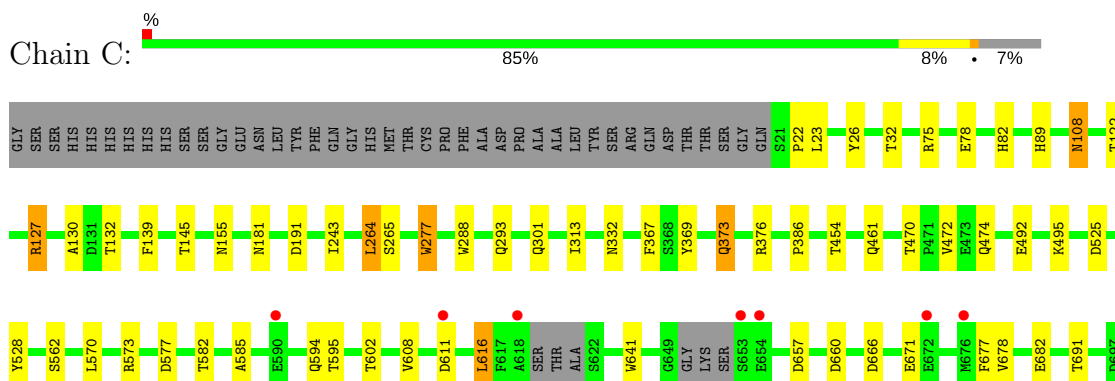 %
Chain C:
85% 8% • 7%
GLY SER SER HIS HIS HIS HIS HIS HIS SER SER GLY GLU ASN LEU TYR PHE GLN GLY HIS MET THR CYS PRO PHE ALA ASP PRO ALA ALA LEU TYR SER ARG GLN ASP THR THR SER GLY GLN S21 P22 L23 Y26 T32 R75 E78 H82 H89 N108
R127 A130 D131 T132 F139 T145 N155 N181 D191 I243 L264 S265 W277 W288 Q293 Q301 I313 N332 F367 S368 Y369 Q373 R376 P386 T454 Q461 T470 P471 V472 E473 Q474 E492 K495 D525
Y528 S562 L570 R573 D577 T582 A585 E590 Q594 T595 T602 V608 D611 L616 F617 A618 SER THR ALA S622 W641 G649 GLY LYS SER S653 E654 D657 D660 D666 E671 E672 M676 F677 V678 E682 T691